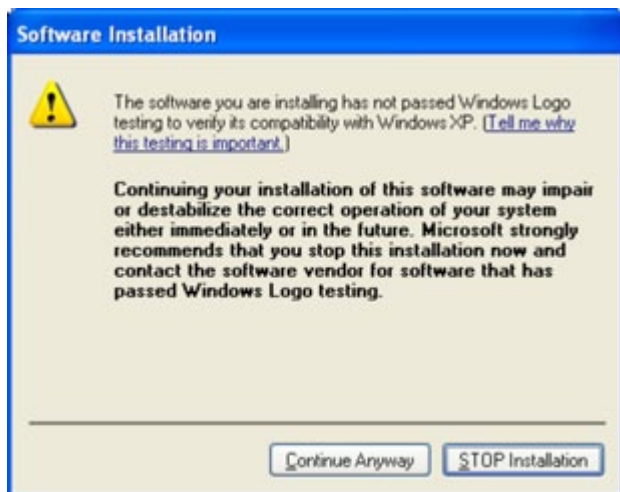 Software Installation
The software you are installing has not passed Windows Logo
testing to verify its compatibility with Windows XP. (Tell me why
this testing is important.)
Continuing your installation of this software may impair
or destabilize the correct operation of your system
either immediately or in the future. Microsoft strongly
recommends that you stop this installation now and
contact the software vendor for software that has
passed Windows Logo testing.
Continue Anyway
STOP Installation